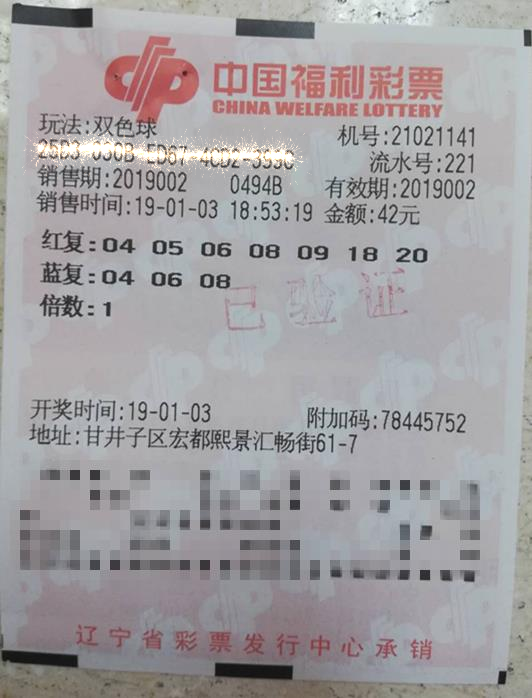 中国福利彩票
CHINA WELFARE LOTTERY
玩法:双色球 机号:21021141
流水号:221
销售期:2019002 0494B 有效期:2019002
销售时间:19-01-03 18:53:19 金额:42元
红复:04 05 06 08 09 18 20
蓝复:04 06 08
倍数:1
已验证
开奖时间:19-01-03 附加码:78445752
地址:甘井子区宏都熙景汇畅街61-7
辽宁省彩票发行中心承销